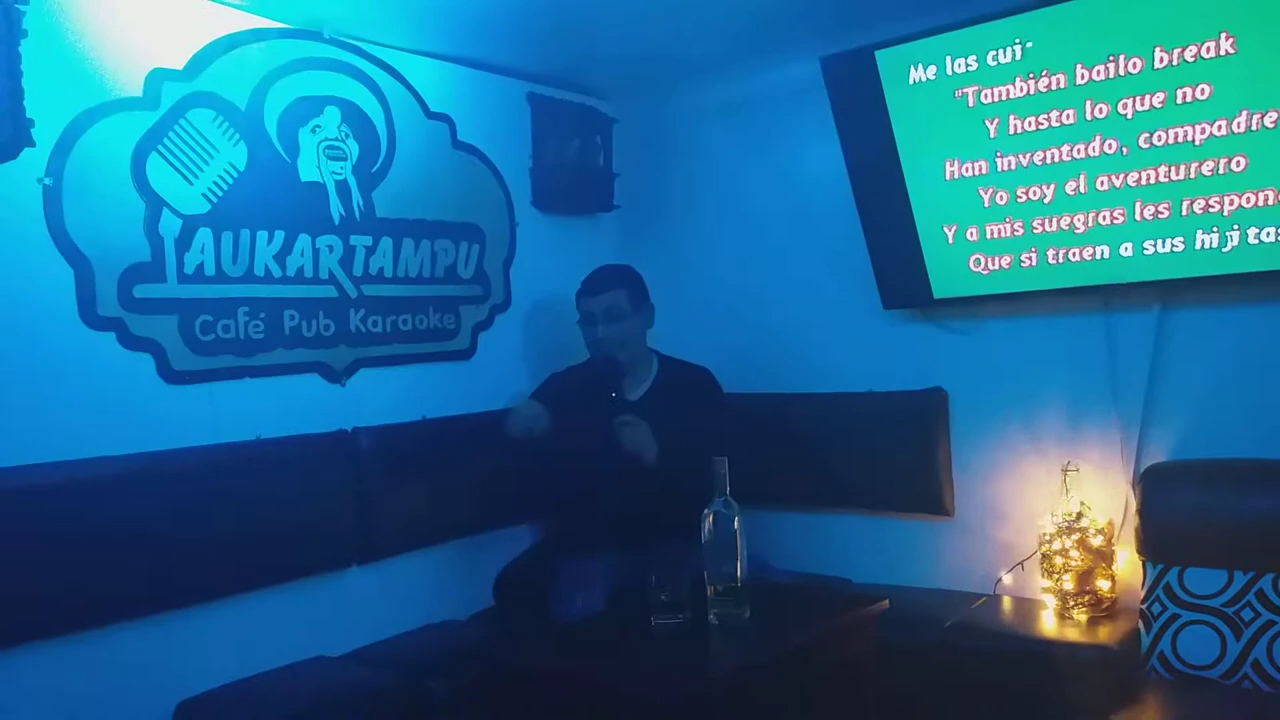 AUKARTAMPU
Café Pub Karaoke
Me las cui
"También bailo break
Y hasta lo que no
Han inventado, compadre
Yo soy el aventurero
Y a mis suegras les respon
Que si traen a sus hijitas